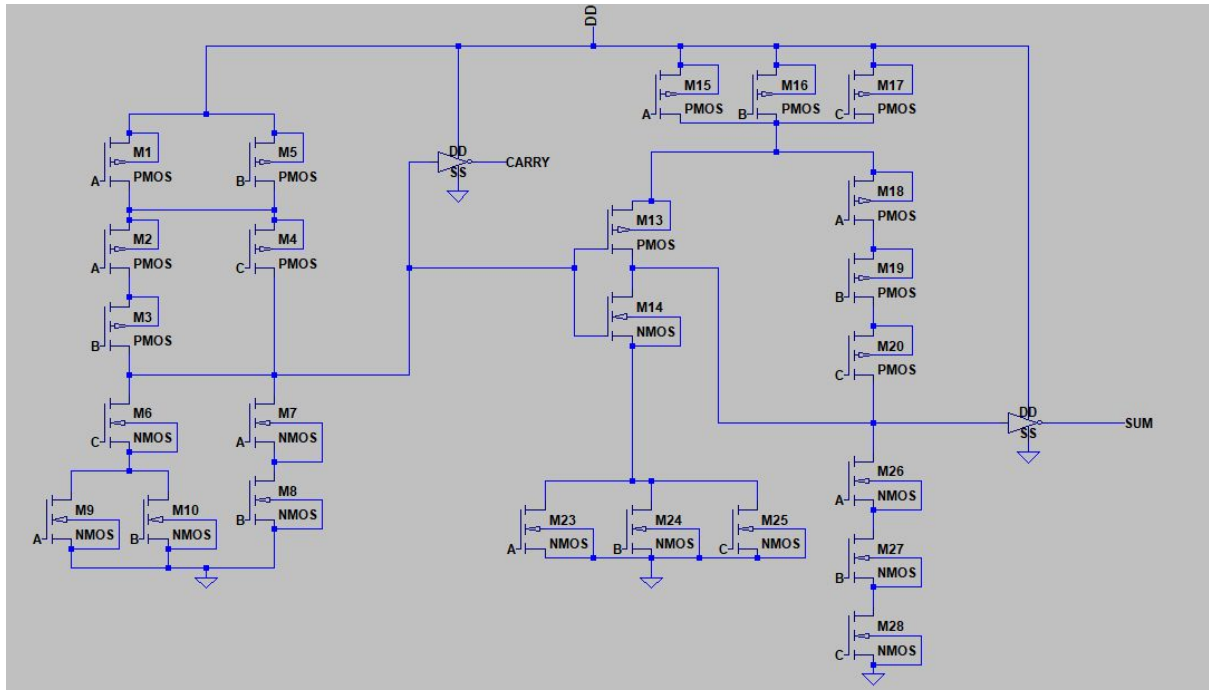 DD
M15
PMOS
A
M16
PMOS
B
M17
PMOS
C
M1
PMOS
A
M5
PMOS
B
DD
SS
CARRY
M2
PMOS
A
M4
PMOS
C
M3
PMOS
B
M13
PMOS
M14
NMOS
M18
PMOS
A
M19
PMOS
B
M20
PMOS
C
M6
NMOS
C
M7
NMOS
A
M8
NMOS
B
M9
NMOS
A
M10
NMOS
B
DD
SS
SUM
M23
NMOS
A
M24
NMOS
B
M25
NMOS
C
M26
NMOS
A
M27
NMOS
B
M28
NMOS
C